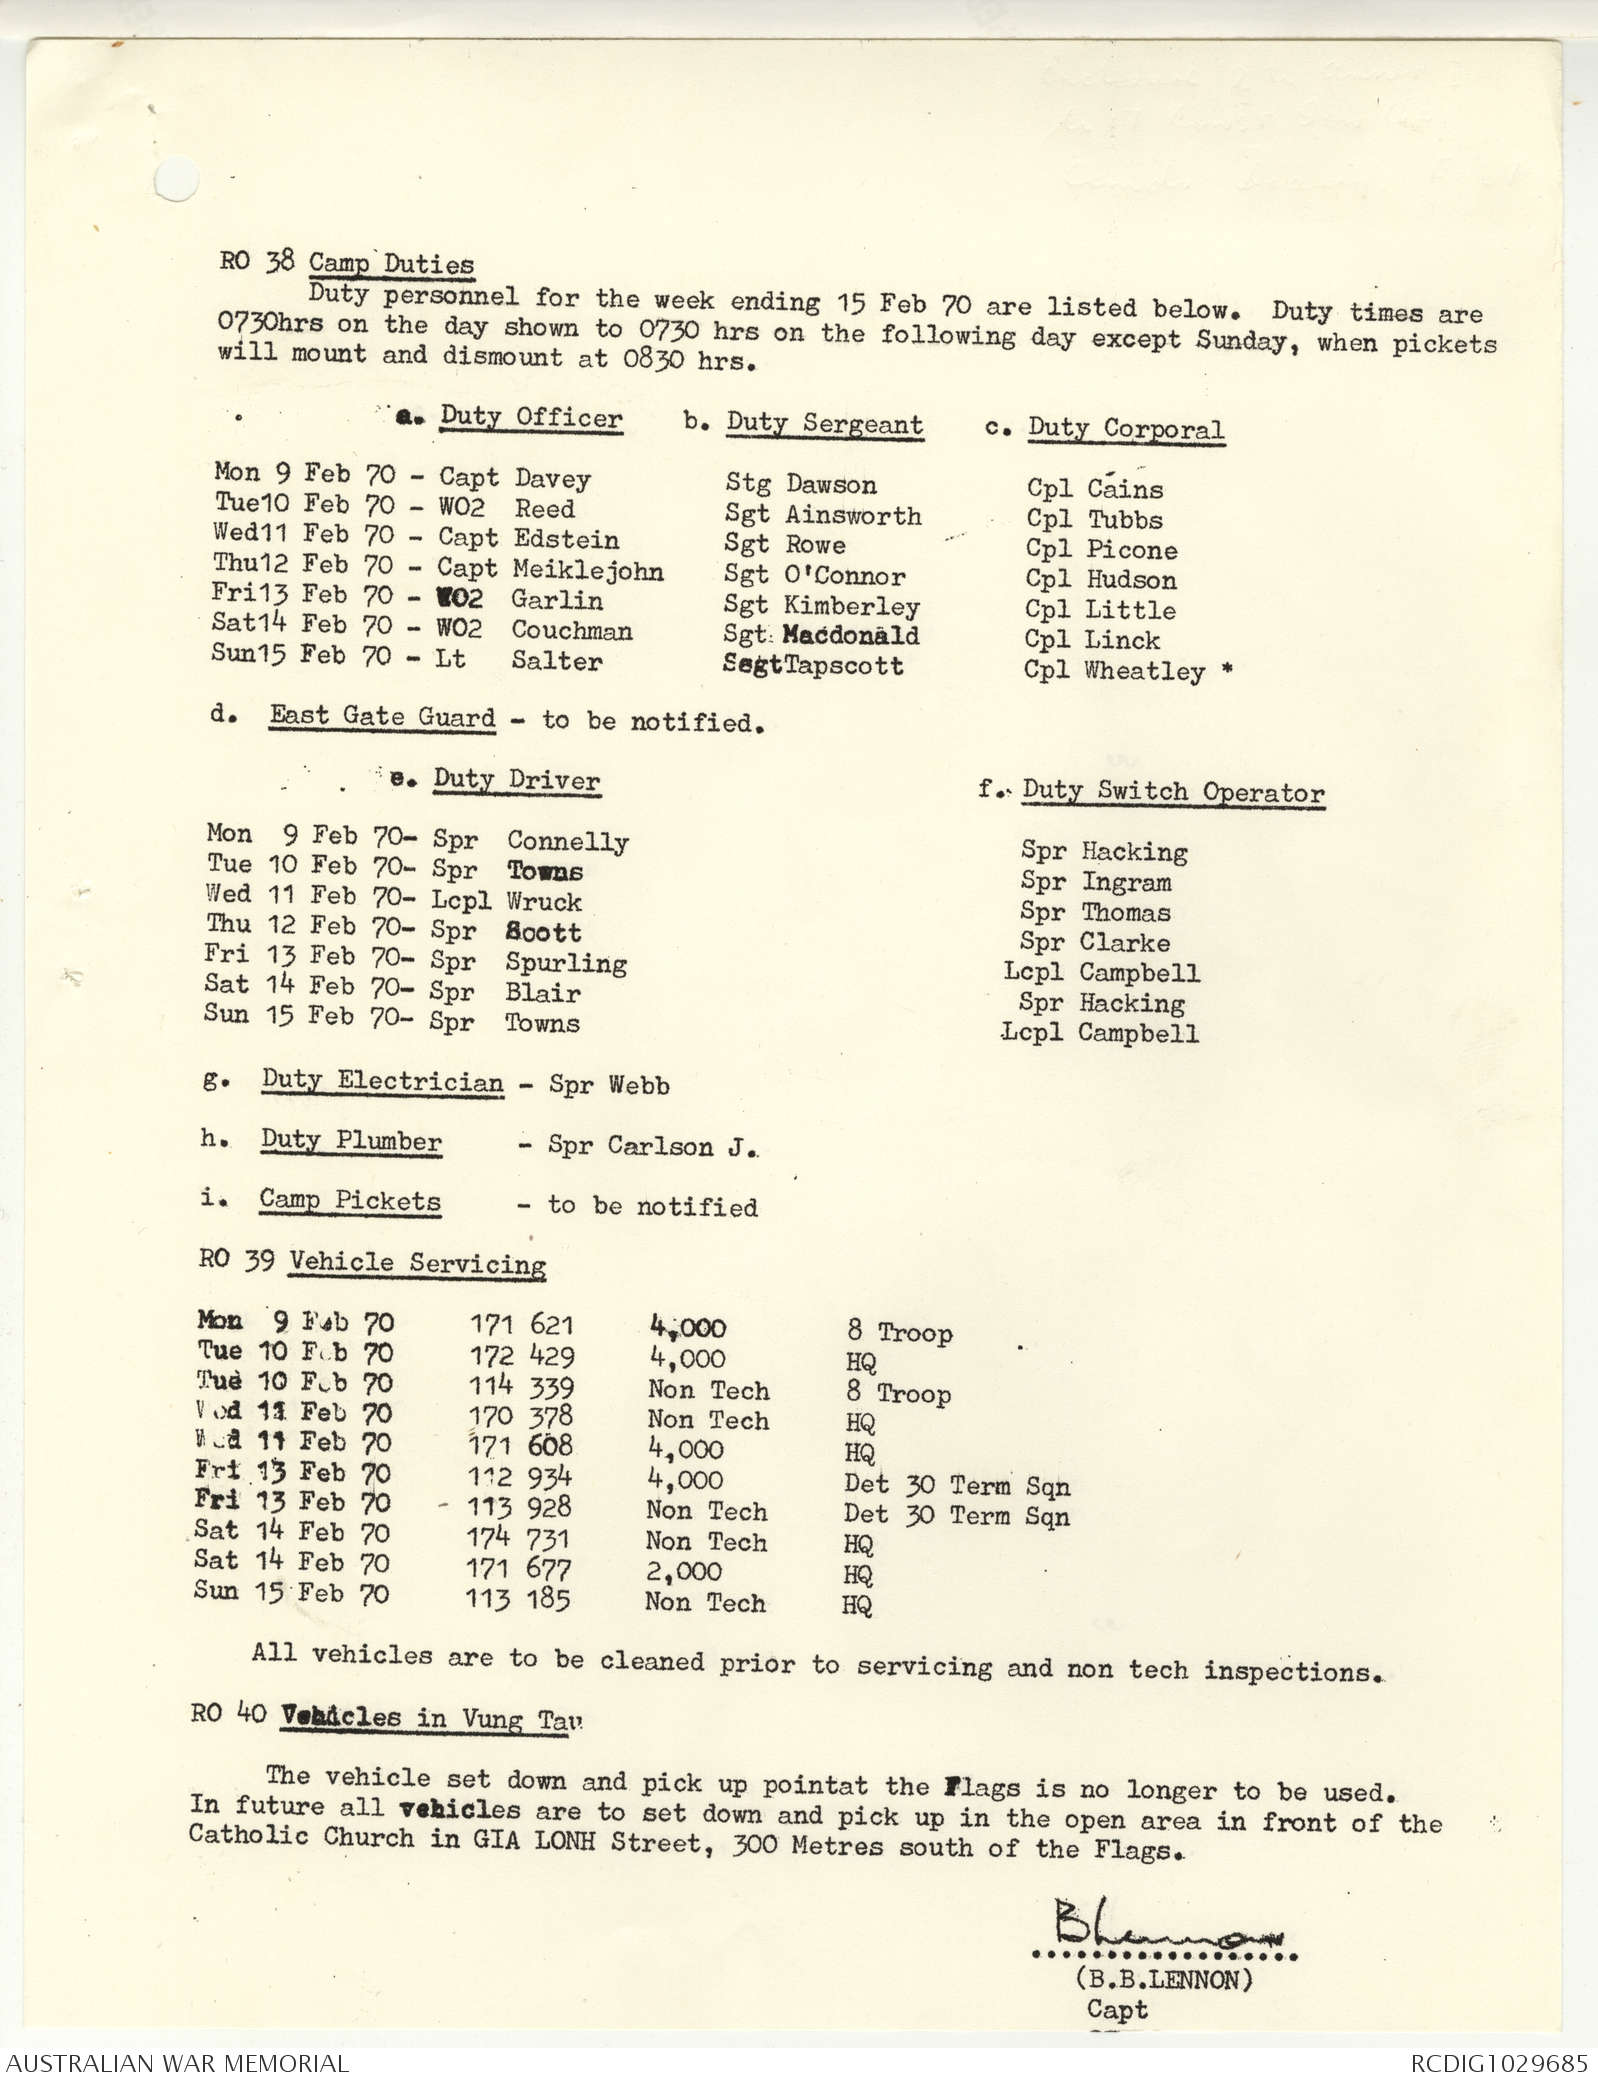 RO 38 Camp Duties
Duty personnel for the week ending 15 Feb 70 are listed below. Duty times are
0730hrs on the day shown to 0730 hrs on the following day except Sunday, when pickets
will mount and dismount at 0830 hrs.
a. Duty Officer b. Duty Sergeant c. Duty Corporal
Mon 9 Feb 70 - Capt Davey Stg Dawson Cpl Cains
Tue10 Feb 70 - WO2 Reed Sgt Ainsworth Cpl Tubbs
Wed11 Feb 70 - Capt Edstein Sgt Rowe Cpl Picone
Thu12 Feb 70 - Capt Meiklejohn Sgt O'Connor Cpl Hudson
Fri13 Feb 70 - WO2 Garlin Sgt Kimberley Cpl Little
Sat14 Feb 70 - WO2 Couchman Sgt Macdonald Cpl Linck
Sun15 Feb 70 - Lt Salter SsgtTapscott Cpl Wheatley *
d. East Gate Guard - to be notified.
e. Duty Driver f. Duty Switch Operator
Mon 9 Feb 70- Spr Connelly Spr Hacking
Tue 10 Feb 70- Spr Towns Spr Ingram
Wed 11 Feb 70- Lcpl Wruck Spr Thomas
Thu 12 Feb 70- Spr Scott Spr Clarke
Fri 13 Feb 70- Spr Spurling Lcpl Campbell
Sat 14 Feb 70- Spr Blair Spr Hacking
Sun 15 Feb 70- Spr Towns Lcpl Campbell
g. Duty Electrician - Spr Webb
h. Duty Plumber - Spr Carlson J.
i. Camp Pickets - to be notified
RO 39 Vehicle Servicing
Mon 9 Feb 70 171 621 4,000 8 Troop
Tue 10 Feb 70 172 429 4,000 HQ
Tue 10 Feb 70 114 339 Non Tech 8 Troop
Wed 11 Feb 70 170 378 Non Tech HQ
Wed 11 Feb 70 171 608 4,000 HQ
Fri 13 Feb 70 112 934 4,000 Det 30 Term Sqn
Fri 13 Feb 70 113 928 Non Tech Det 30 Term Sqn
Sat 14 Feb 70 174 731 Non Tech HQ
Sat 14 Feb 70 171 677 2,000 HQ
Sun 15 Feb 70 113 185 Non Tech HQ
All vehicles are to be cleaned prior to servicing and non tech inspections.
RO 40 Vehicles in Vung Tau
The vehicle set down and pick up pointat the Flags is no longer to be used.
In future all vehicles are to set down and pick up in the open area in front of the
Catholic Church in GIA LONH Street, 300 Metres south of the Flags.
BLennon
(B.B.LENNON)
Capt
AUSTRALIAN WAR MEMORIAL RCDIG1029685